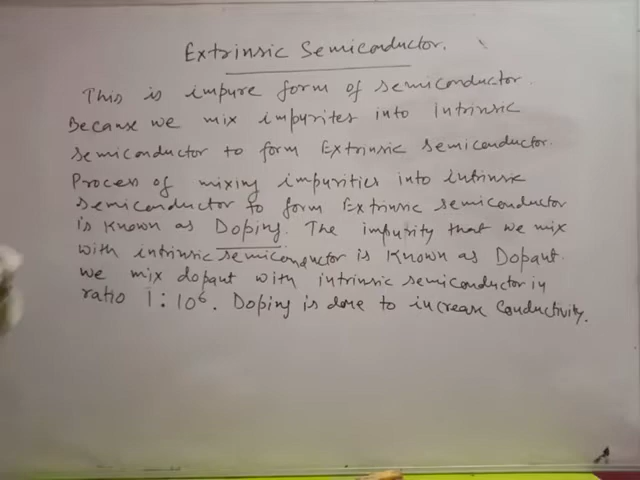 Extrinsic Semiconductor.
This is impure form of semiconductor.
Because we mix impurites into Intrinsic
semiconductor to form Extrinsic semiconductor.
Process of mixing impurities into intrinsic
semiconductor to form Extrinsic semiconductor
is known as Doping. The impurity that we mix
with intrinsic semiconductor is known as Dopant.
we mix dopant with intrinsic semiconductor in
ratio 1:10⁶. Doping is done to increase Conductivity.